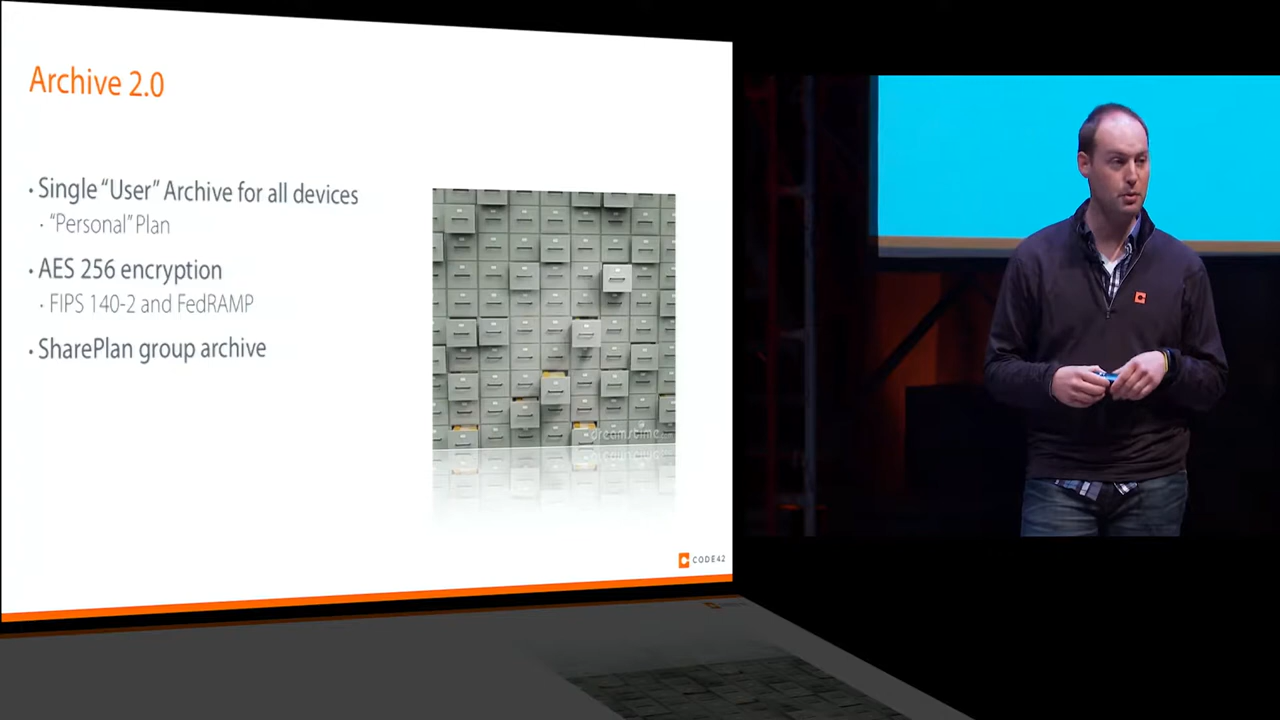 Archive 2.0
• Single “User” Archive for all devices
• “Personal” Plan
• AES 256 encryption
• FIPS 140-2 and FedRAMP
• SharePlan group archive
dreamstime
CODE42